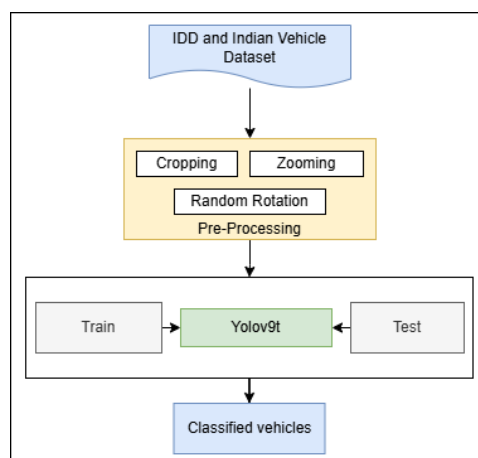 IDD and Indian Vehicle
Dataset
Cropping
Zooming
Random Rotation
Pre-Processing
Train
Yolov9t
Test
Classified vehicles